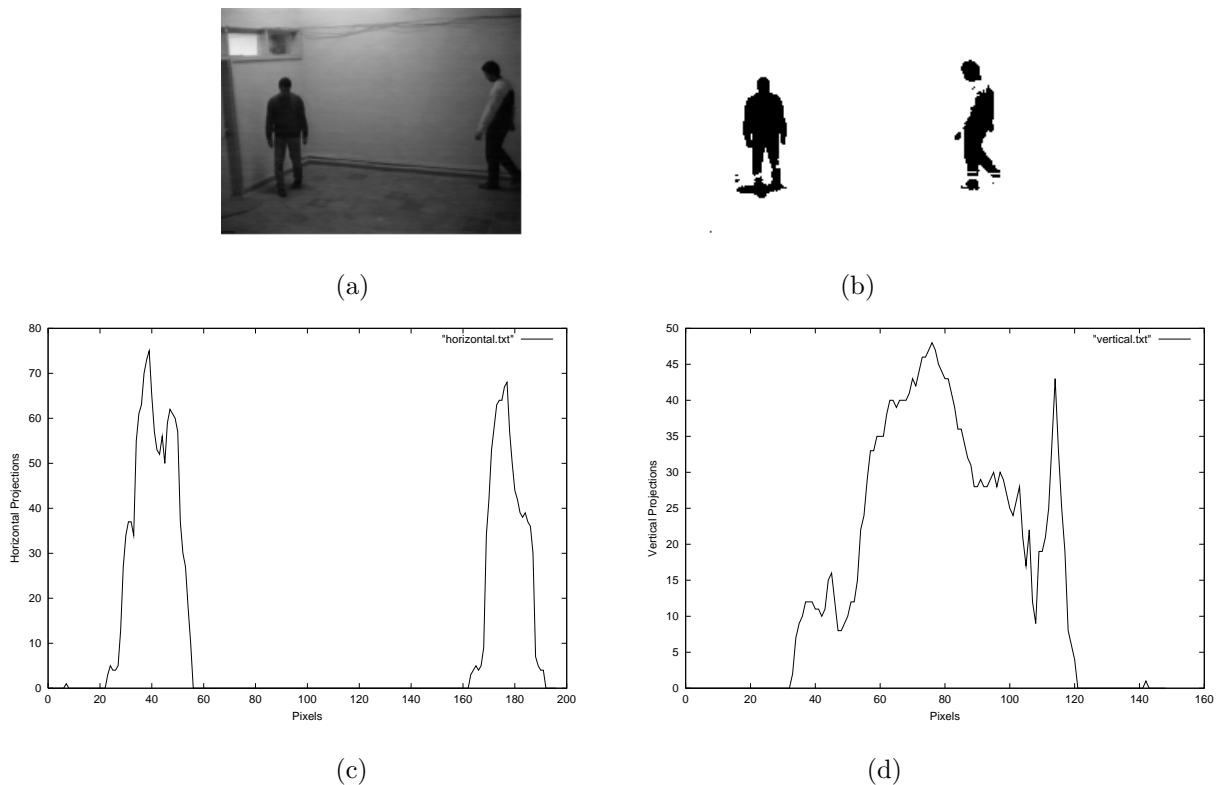 (a)
(b)
80
70
60
50
40
30
20
10
0
Horizontal Projections
"horizontal.txt"
0 20 40 60 80 100 120 140 160 180 200
Pixels
50
45
40
35
30
25
20
15
10
5
0
Vertical Projections
"vertical.txt"
0 20 40 60 80 100 120 140 160
Pixels
(c)
(d)